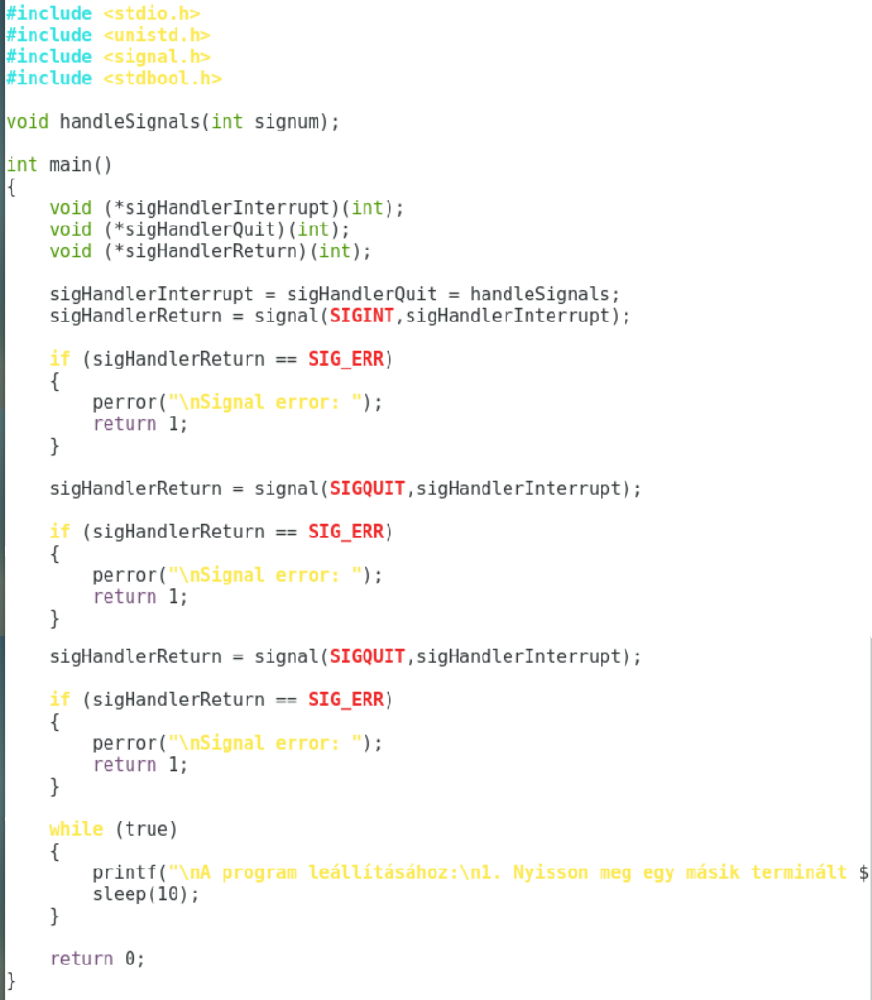 #include <stdio.h>
#include <unistd.h>
#include <signal.h>
#include <stdbool.h>

void handleSignals(int signum);

int main()
{
    void (*sigHandlerInterrupt)(int);
    void (*sigHandlerQuit)(int);
    void (*sigHandlerReturn)(int);

    sigHandlerInterrupt = sigHandlerQuit = handleSignals;
    sigHandlerReturn = signal(SIGINT,sigHandlerInterrupt);

    if (sigHandlerReturn == SIG_ERR)
    {
        perror("\nSignal error: ");
        return 1;
    }

    sigHandlerReturn = signal(SIGQUIT,sigHandlerInterrupt);

    if (sigHandlerReturn == SIG_ERR)
    {
        perror("\nSignal error: ");
        return 1;
    }

    sigHandlerReturn = signal(SIGQUIT,sigHandlerInterrupt);

    if (sigHandlerReturn == SIG_ERR)
    {
        perror("\nSignal error: ");
        return 1;
    }

    while (true)
    {
        printf("\nA program leállításához:\n1. Nyisson meg egy másik terminált $
        sleep(10);
    }

    return 0;
}